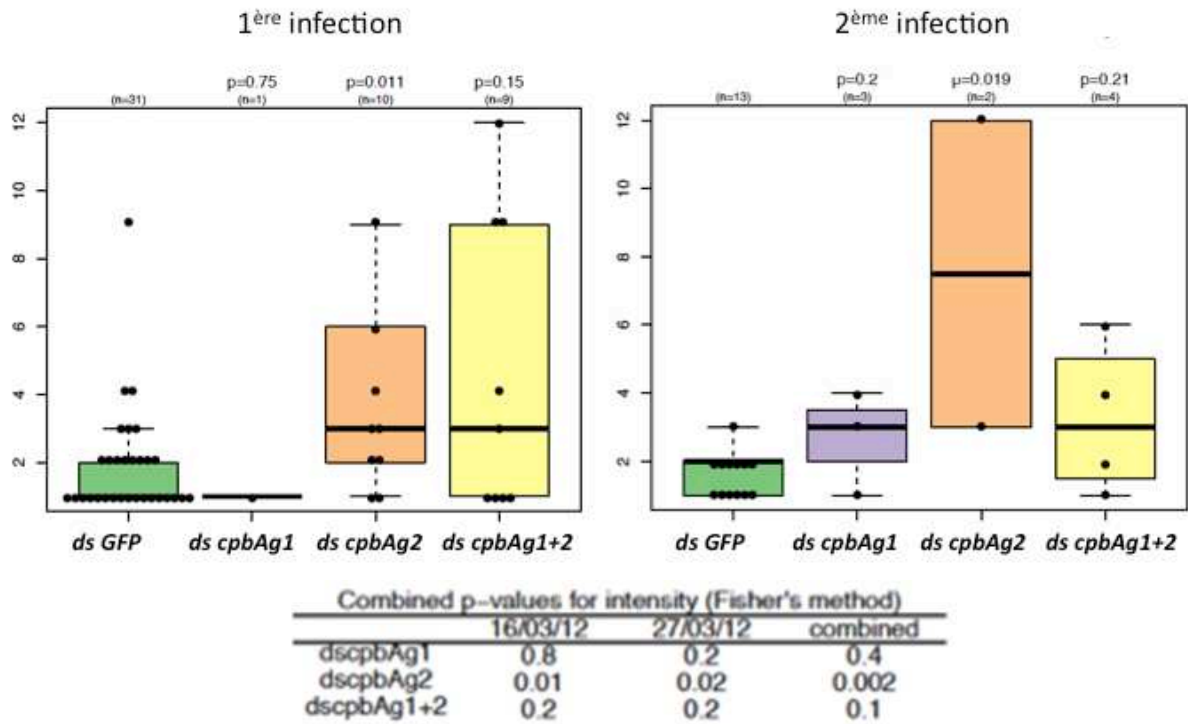 1ère infection
2ème infection
p=0.75 p=0.011 p=0.15
(n=31) (n=1) (n=10) (n=9)
12
10
8
6
4
2
ds GFP ds cpbAg1 ds cpbAg2 ds cpbAg1+2
p=0.2 µ=0.019 p=0.21
(n=13) (n=3) (n=2) (n=4)
12
10
8
6
4
2
ds GFP ds cpbAg1 ds cpbAg2 ds cpbAg1+2
Combined p-values for intensity (Fisher's method)
16/03/12 27/03/12 combined
dscpbAg1 0.8 0.2 0.4
dscpbAg2 0.01 0.02 0.002
dscpbAg1+2 0.2 0.2 0.1